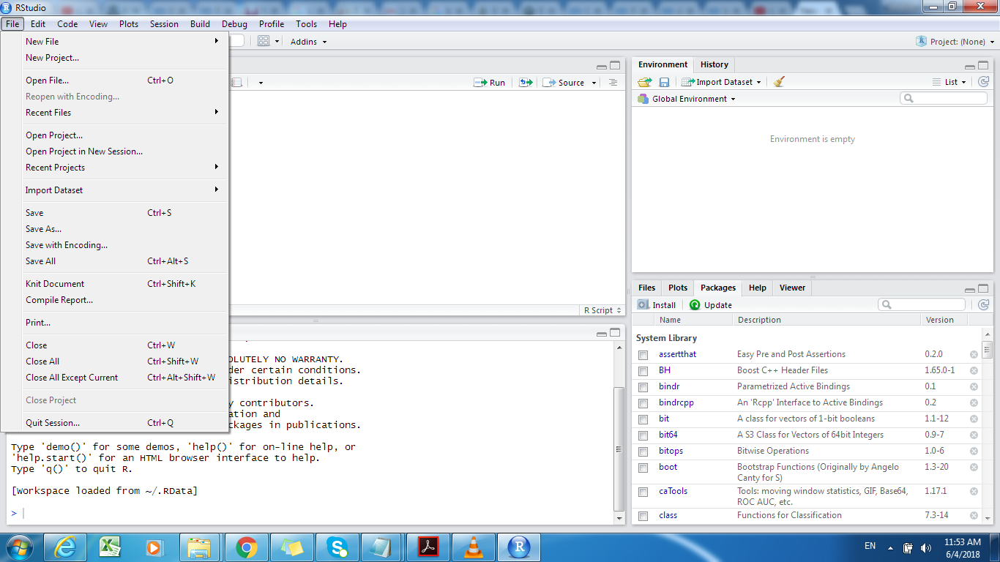 RStudio
File Edit Code View Plots Session Build Debug Profile Tools Help
Addins
Project: (None)
New File
New Project...
Open File... Ctrl+O
Reopen with Encoding...
Recent Files
Open Project...
Open Project in New Session...
Recent Projects
Import Dataset
Save Ctrl+S
Save As...
Save with Encoding...
Save All Ctrl+Alt+S
Knit Document Ctrl+Shift+K
Compile Report...
Print...
Close Ctrl+W
Close All Ctrl+Shift+W
Close All Except Current Ctrl+Alt+Shift+W
Close Project
Quit Session... Ctrl+Q
Run Source
R Script
OLUTELY NO WARRANTY.
der certain conditions.
istribution details.
y contributors.
ation and
ckages in publications.
Type 'demo()' for some demos, 'help()' for on-line help, or
'help.start()' for an HTML browser interface to help.
Type 'q()' to quit R.
[Workspace loaded from ~/.RData]
>
Environment History
Import Dataset List
Global Environment
Environment is empty
Files Plots Packages Help Viewer
Install Update
Name Description Version
System Library
assertthat Easy Pre and Post Assertions 0.2.0
BH Boost C++ Header Files 1.65.0-1
bindr Parametrized Active Bindings 0.1
bindrcpp An 'Rcpp' Interface to Active Bindings 0.2
bit A class for vectors of 1-bit booleans 1.1-12
bit64 A S3 Class for Vectors of 64bit Integers 0.9-7
bitops Bitwise Operations 1.0-6
boot Bootstrap Functions (Originally by Angelo 1.3-20
Canty for S)
caTools Tools: moving window statistics, GIF, Base64, 1.17.1
ROC AUC, etc.
class Functions for Classification 7.3-14
EN
11:53 AM
6/4/2018